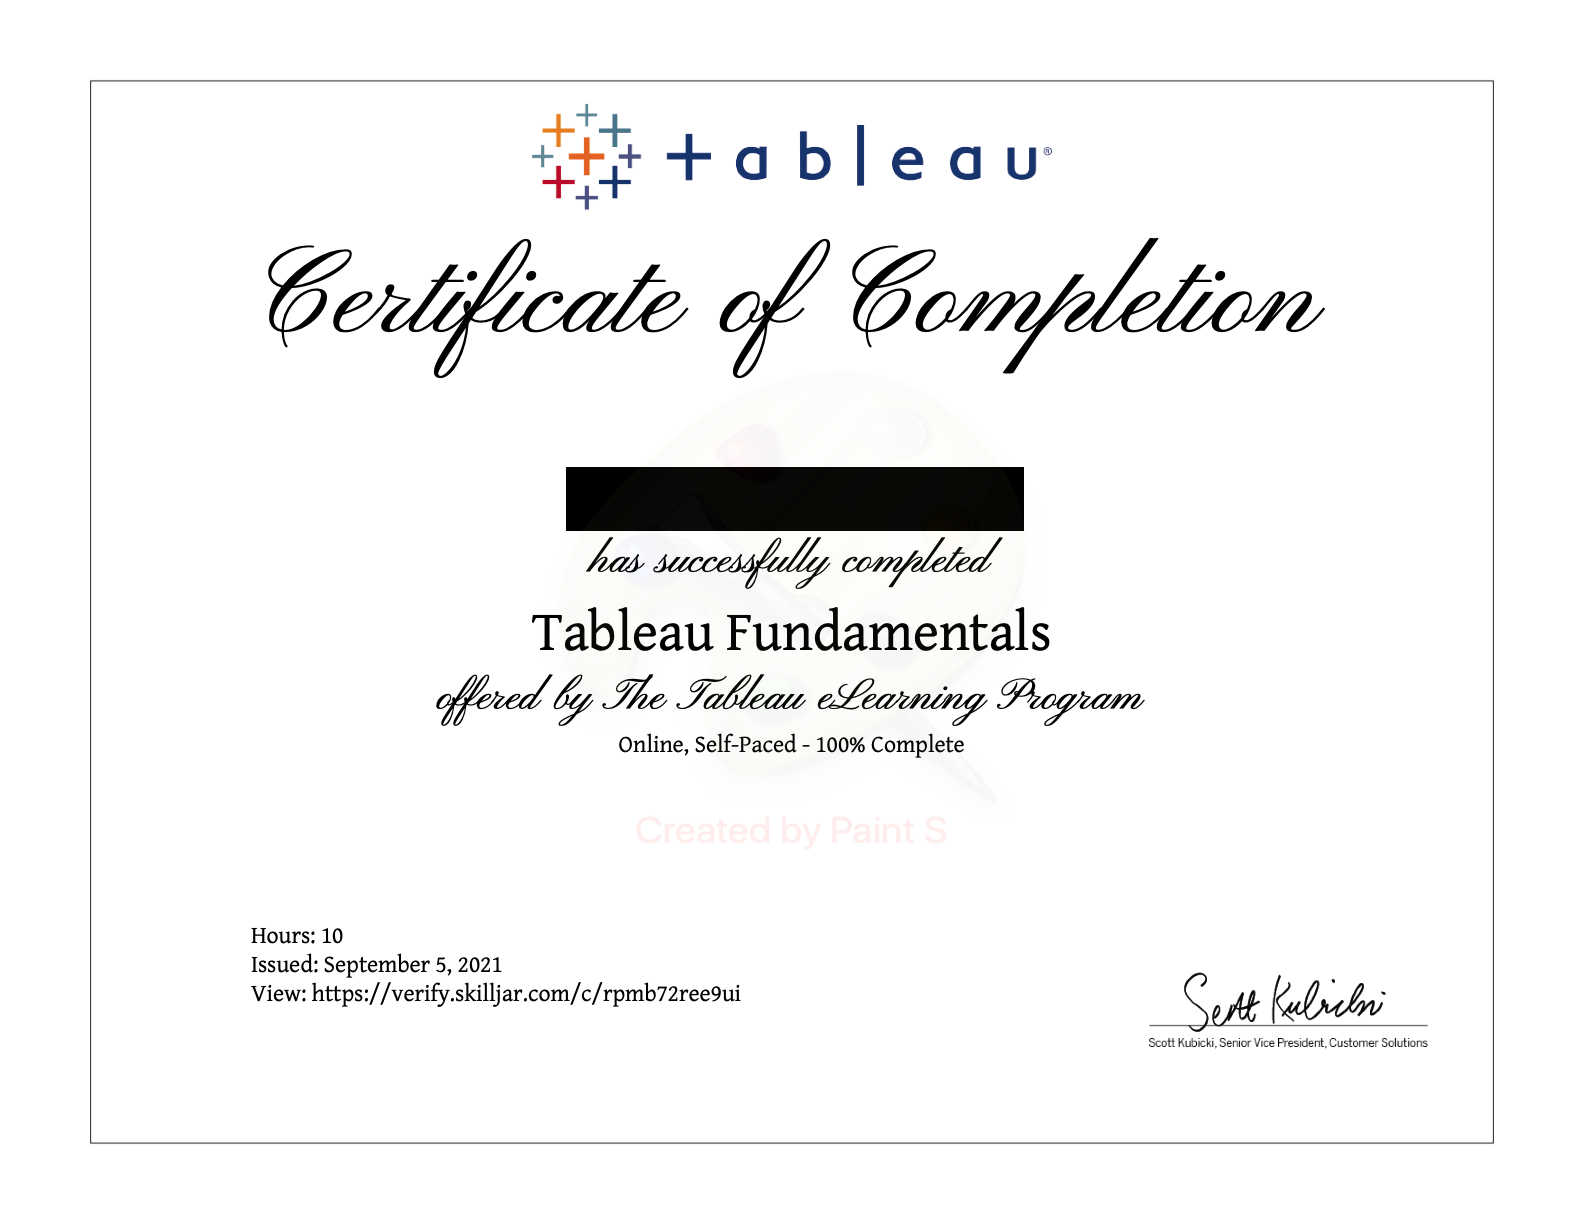 +ableau®
Certificate of Completion
has successfully completed
Tableau Fundamentals
offered by The Tableau eLearning Program
Online, Self-Paced - 100% Complete
Created by Paint S
Hours: 10
Issued: September 5, 2021
View: https://verify.skilljar.com/c/rpmb72ree9ui
Scott Kubicki
Scott Kubicki, Senior Vice President, Customer Solutions